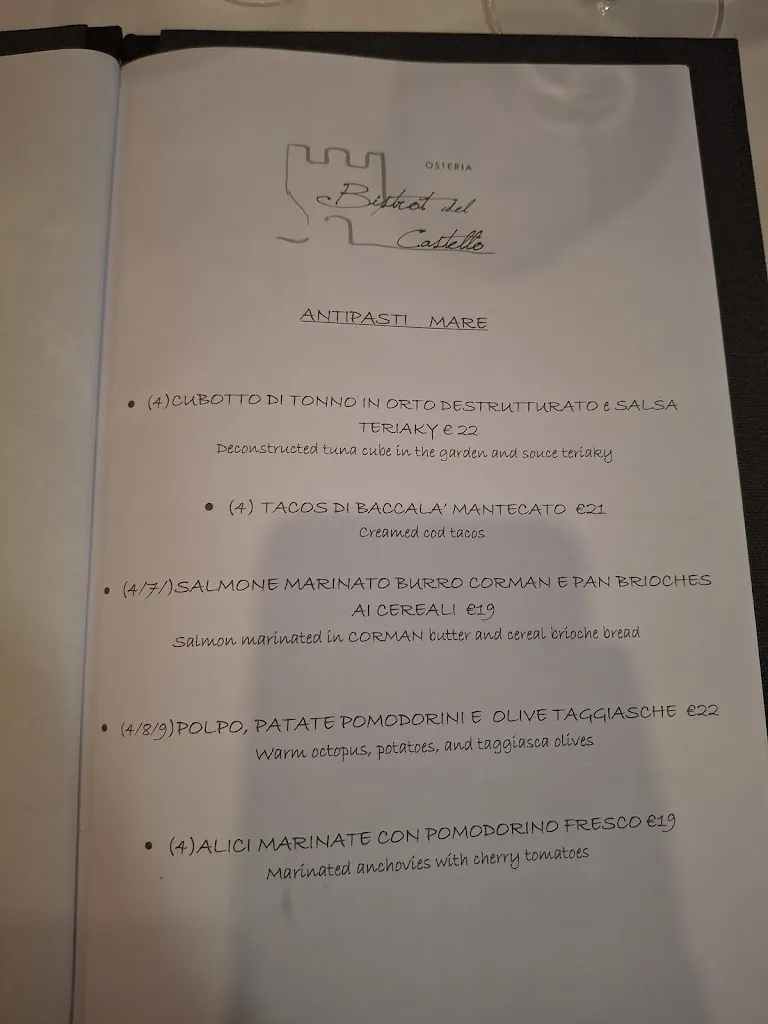 OSTERIA
Bistrot del
Castello
ANTIPASTI MARE
• (4)CUBOTTO DI TONNO IN ORTO DESTRUTTURATO e SALSA
TERIAKY € 22
Deconstructed tuna cube in the garden and souce teriaky
• (4) TACOS DI BACCALA' MANTECATO €21
Creamed cod tacos
• (4/7/)SALMONE MARINATO BURRO CORMAN E PAN BRIOCHES
AI CEREALI €19
Salmon marinated in CORMAN butter and cereal brioche bread
• (4/8/9)POLPO, PATATE POMODORINI E OLIVE TAGGIASCHE €22
Warm octopus, potatoes, and taggiasca olives
• (4)ALICI MARINATE CON POMODORINO FRESCO €19
Marinated anchovies with cherry tomatoes